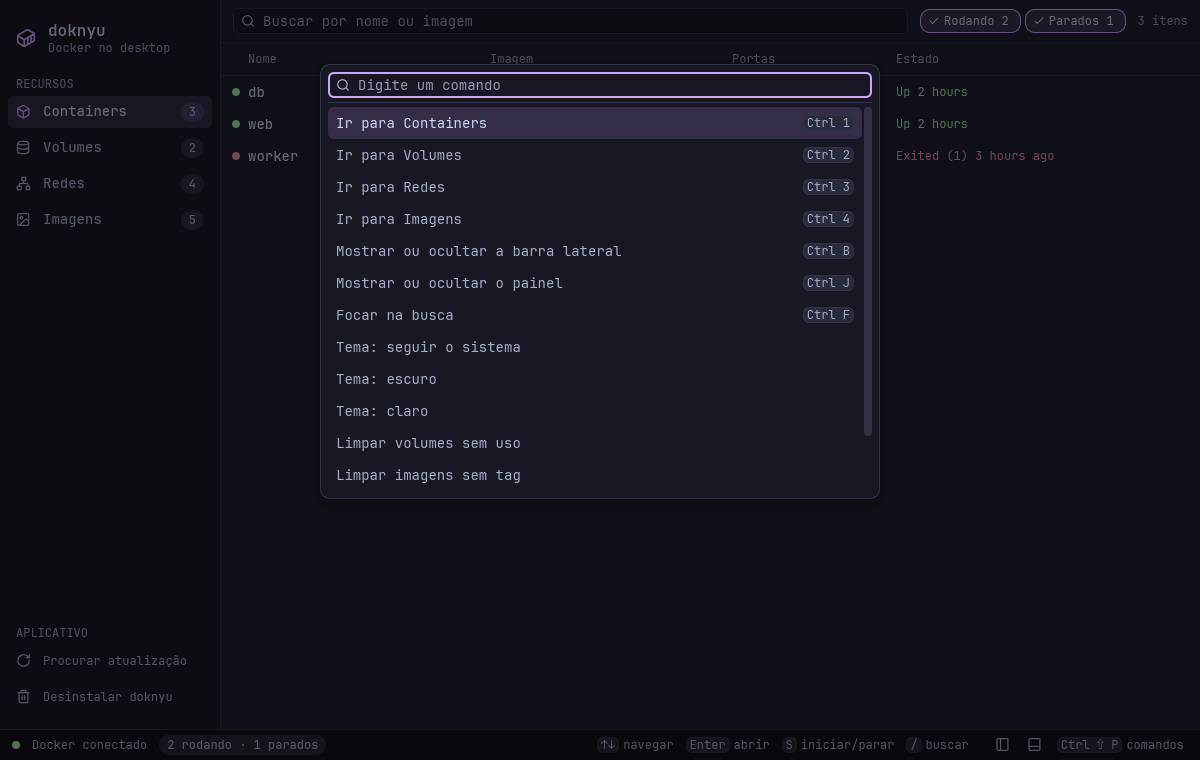 doknyu
Docker no desktop
RECURSOS
Containers 3
Volumes 2
Redes 4
Imagens 5
APLICATIVO
Procurar atualização
Desinstalar doknyu
Buscar por nome ou imagem
Rodando 2
Parados 1
3 itens
Nome Imagem Portas Estado
db Up 2 hours
web Up 2 hours
worker Exited (1) 3 hours ago
Digite um comando
Ir para Containers Ctrl 1
Ir para Volumes Ctrl 2
Ir para Redes Ctrl 3
Ir para Imagens Ctrl 4
Mostrar ou ocultar a barra lateral Ctrl B
Mostrar ou ocultar o painel Ctrl J
Focar na busca Ctrl F
Tema: seguir o sistema
Tema: escuro
Tema: claro
Limpar volumes sem uso
Limpar imagens sem tag
Docker conectado 2 rodando · 1 parados ↑↓ navegar Enter abrir S iniciar/parar / buscar Ctrl ⇧ P comandos